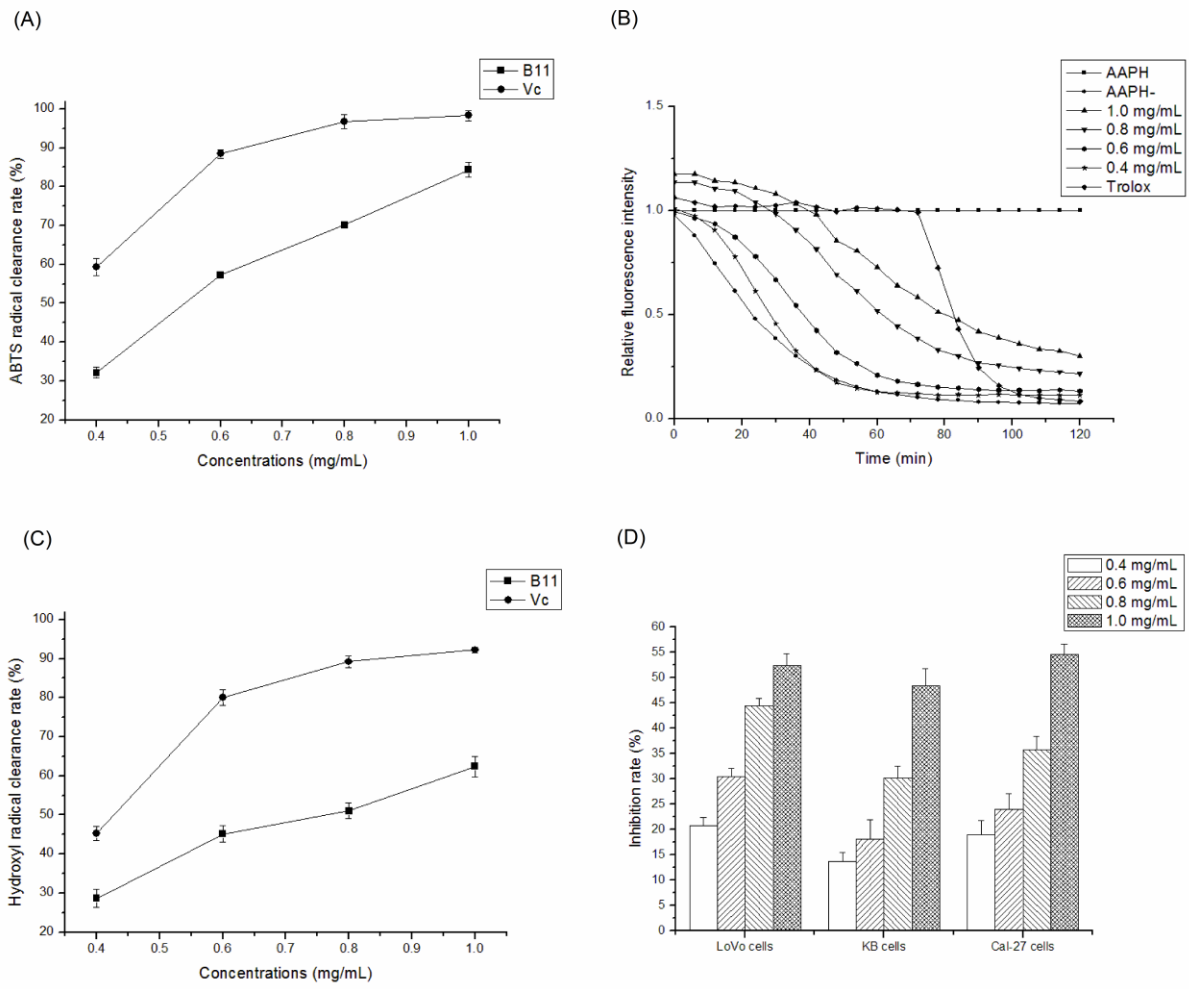 (A)
B11
Vc
100
90
80
70
60
50
40
30
20
ABTS radical clearance rate (%)
0.4 0.5 0.6 0.7 0.8 0.9 1.0
Concentrations (mg/mL)
(B)
AAPH
AAPH-
1.0 mg/mL
0.8 mg/mL
0.6 mg/mL
0.4 mg/mL
Trolox
1.5
1.0
0.5
0.0
Relative fluorescence intensity
0 20 40 60 80 100 120
Time (min)
(C)
B11
Vc
100
90
80
70
60
50
40
30
20
Hydroxyl radical clearance rate (%)
0.4 0.5 0.6 0.7 0.8 0.9 1.0
Concentrations (mg/mL)
(D)
0.4 mg/mL
0.6 mg/mL
0.8 mg/mL
1.0 mg/mL
60
55
50
45
40
35
30
25
20
15
10
5
0
Inhibition rate (%)
LoVo cells KB cells Cal-27 cells